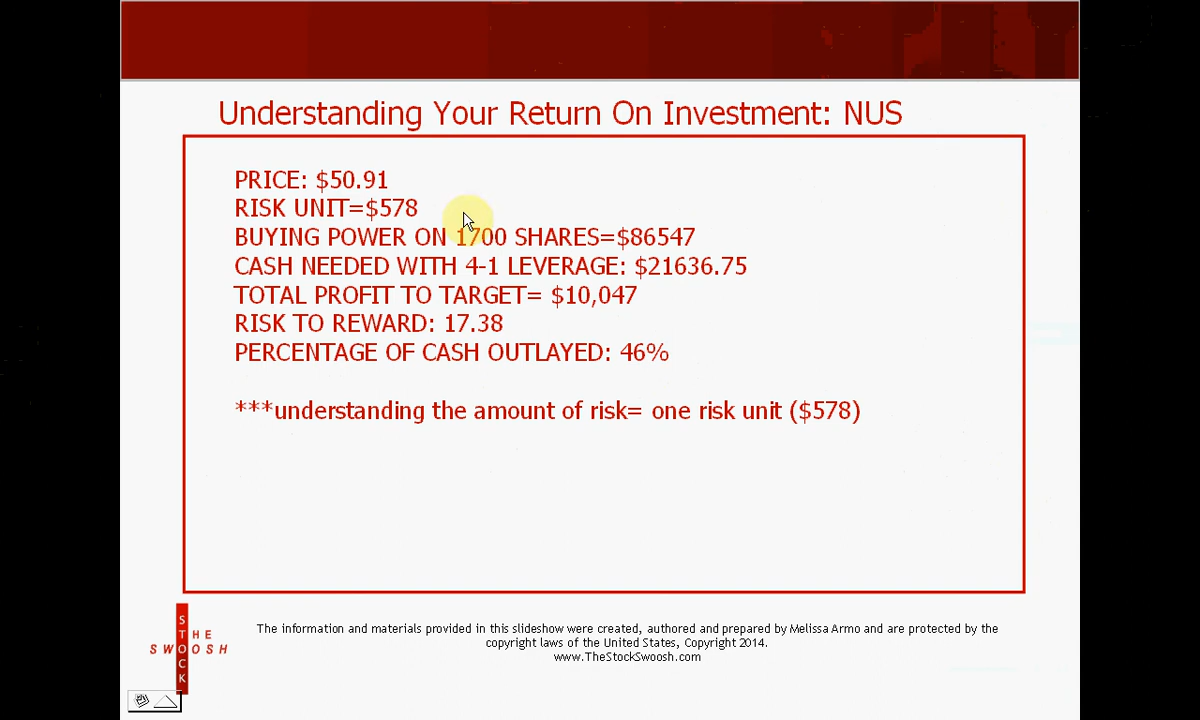 Understanding Your Return On Investment: NUS
PRICE: $50.91
RISK UNIT=$578
BUYING POWER ON 1700 SHARES=$86547
CASH NEEDED WITH 4-1 LEVERAGE: $21636.75
TOTAL PROFIT TO TARGET= $10,047
RISK TO REWARD: 17.38
PERCENTAGE OF CASH OUTLAYED: 46%
***understanding the amount of risk= one risk unit ($578)
THE
STOCK
SWOOSH
The information and materials provided in this slideshow were created, authored and prepared by Melissa Armo and are protected by the
copyright laws of the United States, Copyright 2014.
www.TheStockSwoosh.com